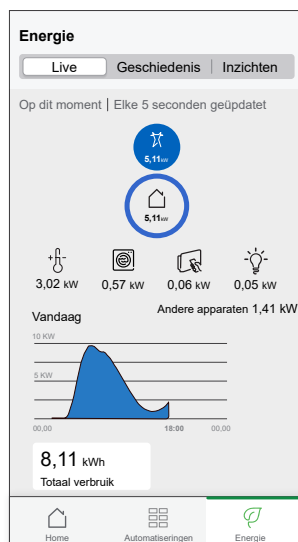 Energie
Live Geschiedenis Inzichten
Op dit moment | Elke 5 seconden geüpdatet
5,11kW
5,11kW
3,02 kW 0,57 kW 0,06 kW 0,05 kW
Andere apparaten 1,41 kW
Vandaag
10 KW
5 KW
00,00 18:00 00,00
8,11 kWh
Totaal verbruik
Home Automatiseringen Energie